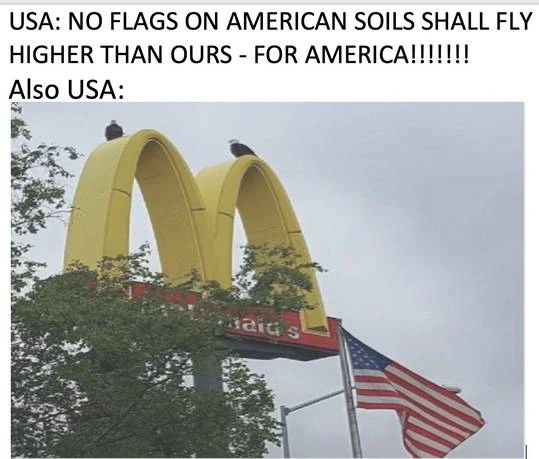 USA: NO FLAGS ON AMERICAN SOILS SHALL FLY
HIGHER THAN OURS - FOR AMERICA!!!!!!!
Also USA: